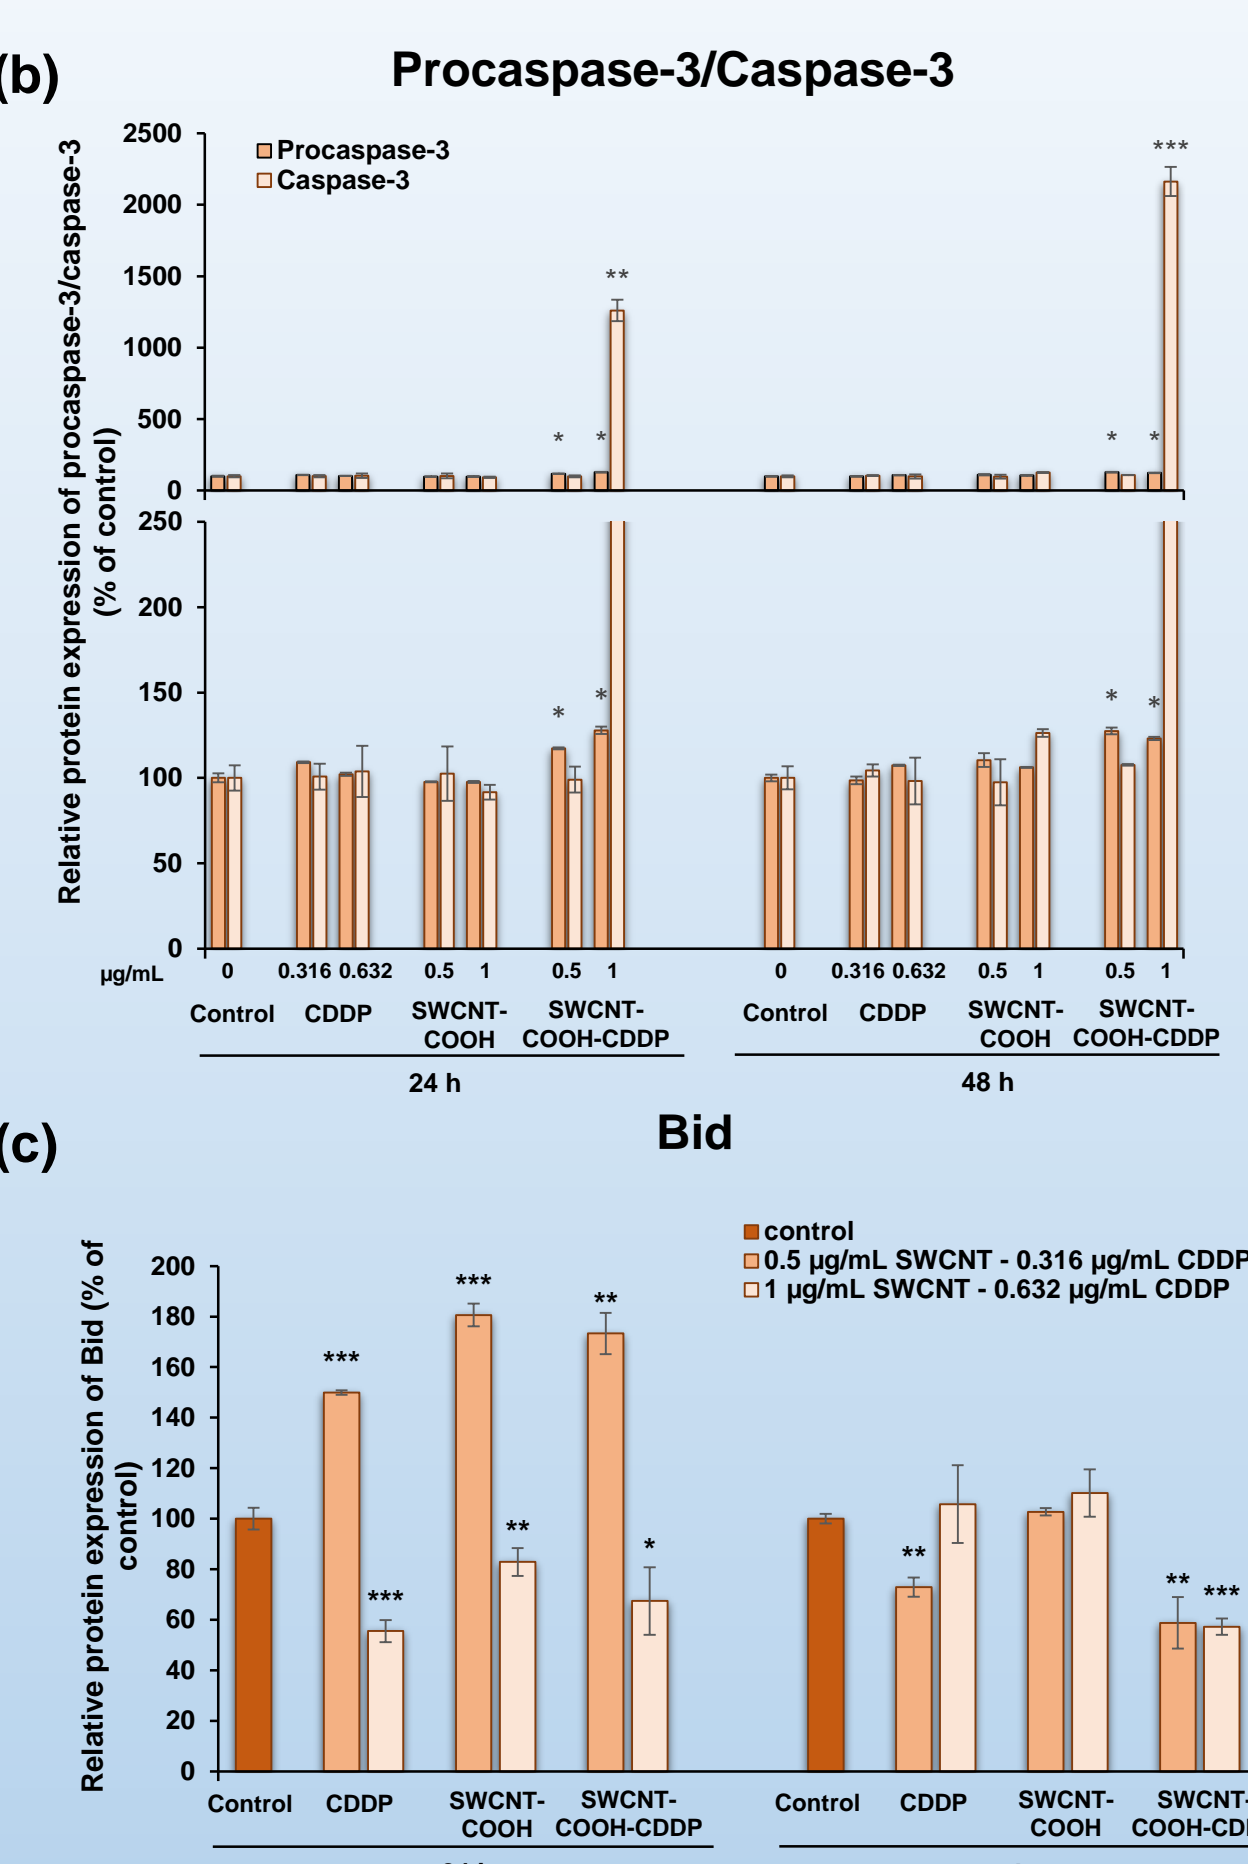 (b)
Procaspase-3/Caspase-3
Relative protein expression of procaspase-3/caspase-3
(% of control)
Procaspase-3
Caspase-3
2500
2000
1500
1000
500
0
***
**
* * * *
250
200
150
100
50
0
* * * *
µg/mL 0 0.316 0.632 0.5 1 0.5 1 0 0.316 0.632 0.5 1 0.5 1
Control CDDP SWCNT- SWCNT- Control CDDP SWCNT- SWCNT-
COOH COOH-CDDP COOH COOH-CDDP
24 h 48 h
(c)
Bid
control
0.5 µg/mL SWCNT - 0.316 µg/mL CDDP
1 µg/mL SWCNT - 0.632 µg/mL CDDP
Relative protein expression of Bid (% of
control)
200
180
160
140
120
100
80
60
40
20
0
*** *** *** ** ** * ** ** ***
Control CDDP SWCNT- SWCNT- Control CDDP SWCNT- SWCNT-
COOH COOH-CDDP COOH